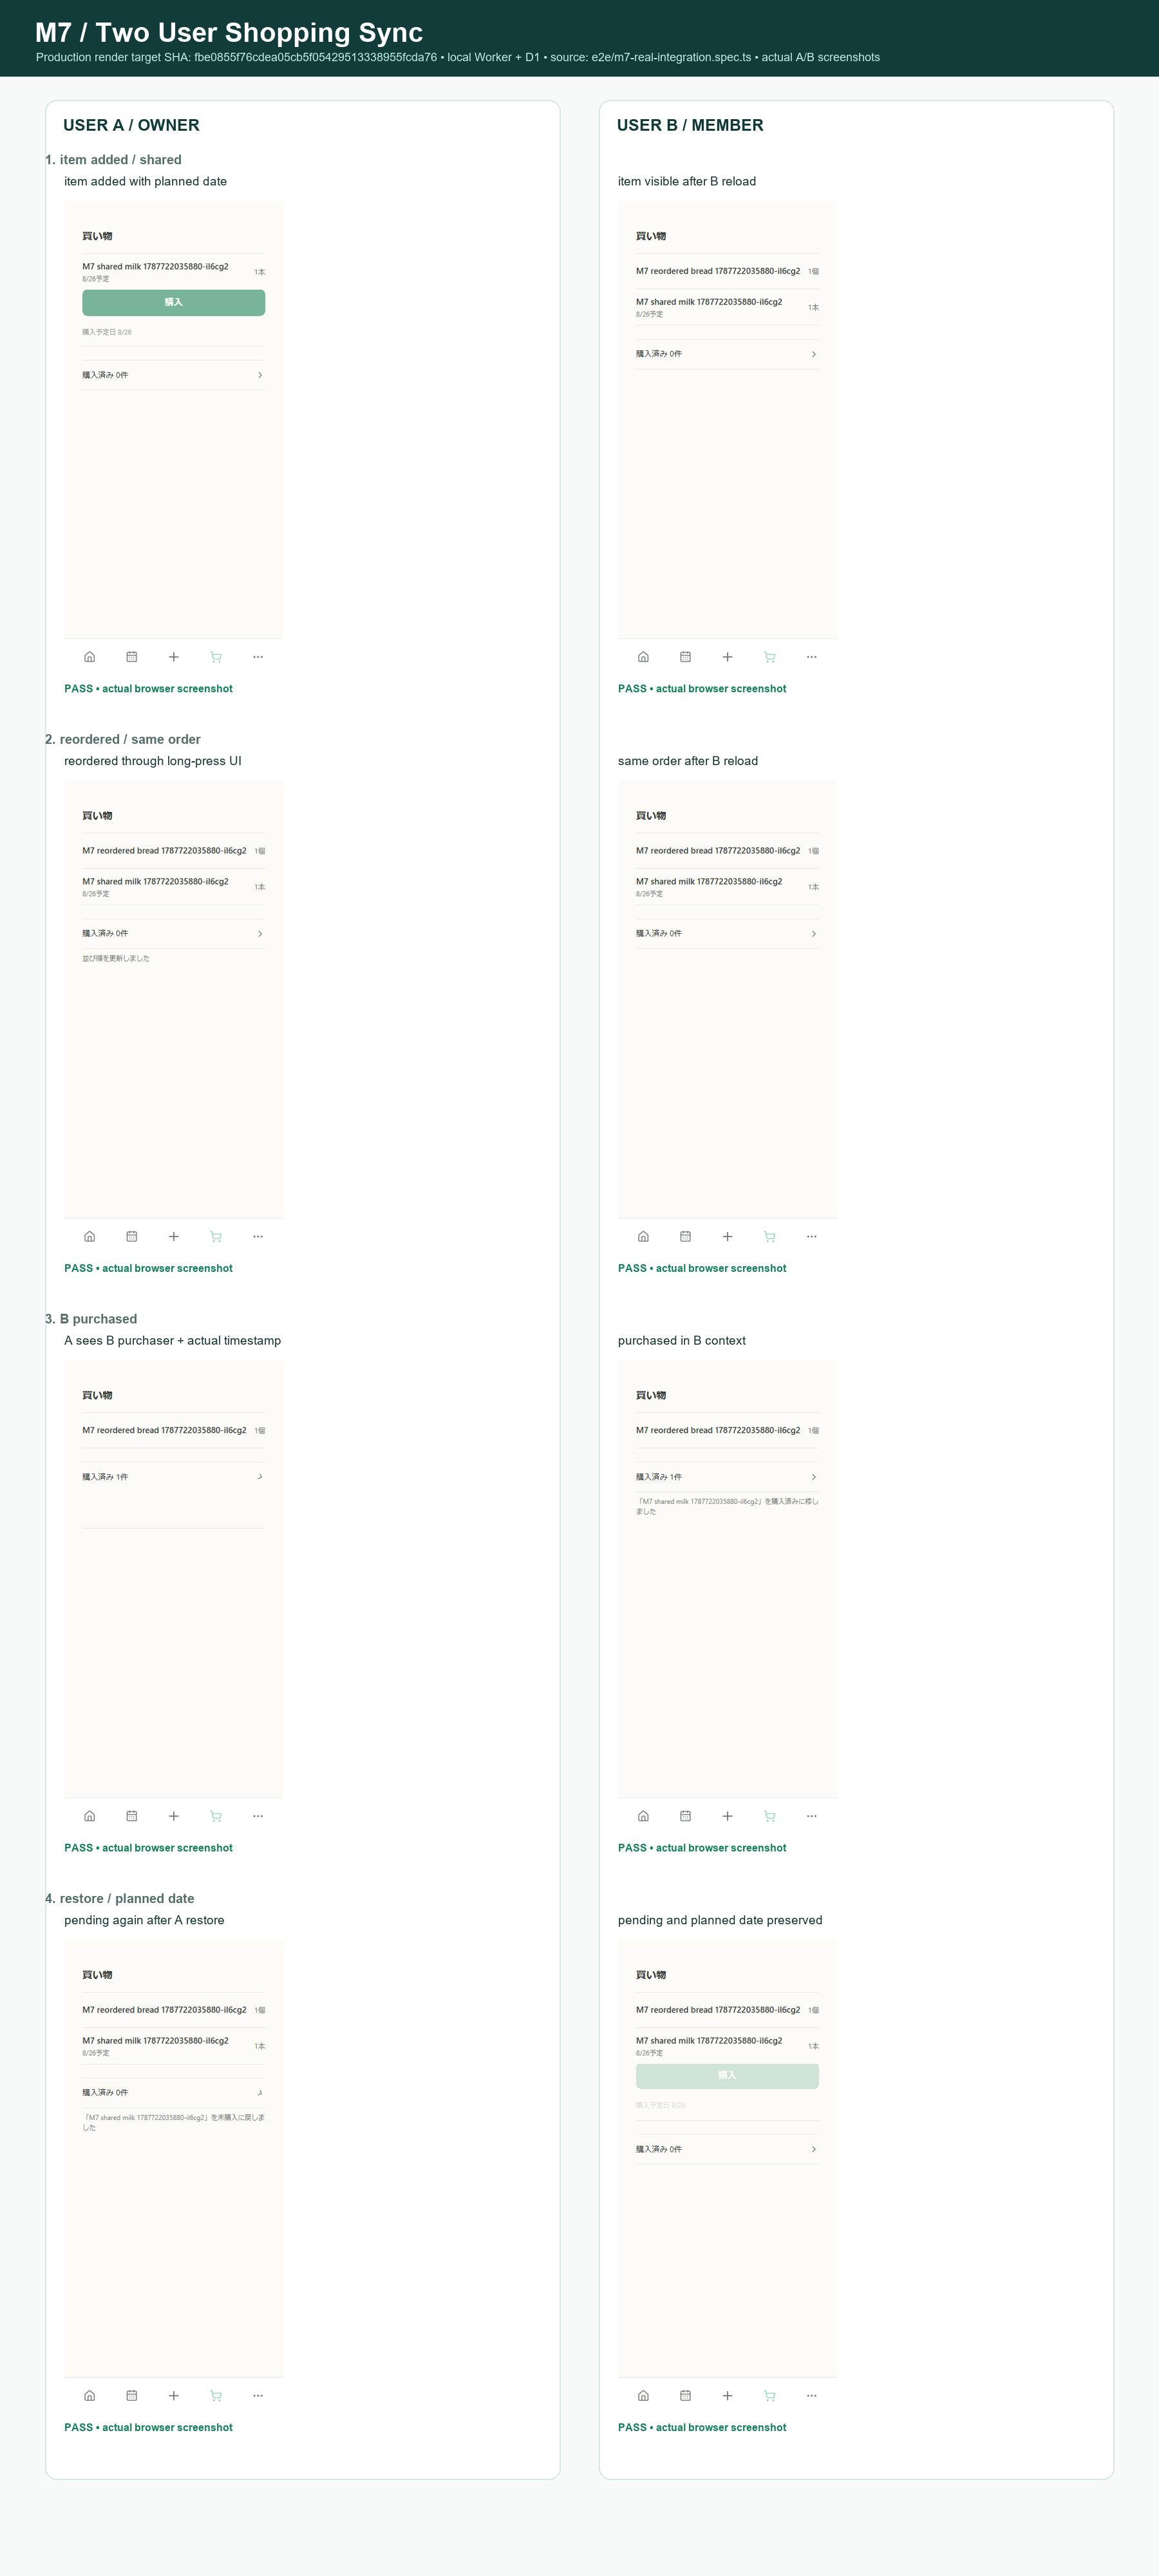 M7 / Two User Shopping Sync
Production render target SHA: fbe0855f76cdea05cb5f05429513338955fcda76 • local Worker + D1 • source: e2e/m7-real-integration.spec.ts • actual A/B screenshots
USER A / OWNER
1. item added / shared
item added with planned date
買い物
M7 shared milk 1787722035880-il6cg2
1本
8/26予定
購入
購入予定日 8/26
購入済み 0件
PASS • actual browser screenshot
2. reordered / same order
reordered through long-press UI
買い物
M7 reordered bread 1787722035880-il6cg2 1個
M7 shared milk 1787722035880-il6cg2
1本
8/26予定
購入済み 0件
並び順を更新しました
PASS • actual browser screenshot
3. B purchased
A sees B purchaser + actual timestamp
買い物
M7 reordered bread 1787722035880-il6cg2 1個
購入済み 1件
PASS • actual browser screenshot
4. restore / planned date
pending again after A restore
買い物
M7 reordered bread 1787722035880-il6cg2 1個
M7 shared milk 1787722035880-il6cg2
1本
8/26予定
購入済み 0件
「M7 shared milk 1787722035880-il6cg2」を未購入に戻しま
した
PASS • actual browser screenshot
USER B / MEMBER
item visible after B reload
買い物
M7 reordered bread 1787722035880-il6cg2 1個
M7 shared milk 1787722035880-il6cg2
1本
8/26予定
購入済み 0件
PASS • actual browser screenshot
same order after B reload
買い物
M7 reordered bread 1787722035880-il6cg2 1個
M7 shared milk 1787722035880-il6cg2
1本
8/26予定
購入済み 0件
PASS • actual browser screenshot
purchased in B context
買い物
M7 reordered bread 1787722035880-il6cg2 1個
購入済み 1件
「M7 shared milk 1787722035880-il6cg2」を購入済みに移し
ました
PASS • actual browser screenshot
pending and planned date preserved
買い物
M7 reordered bread 1787722035880-il6cg2 1個
M7 shared milk 1787722035880-il6cg2
1本
8/26予定
購入
購入予定日 8/26
購入済み 0件
PASS • actual browser screenshot